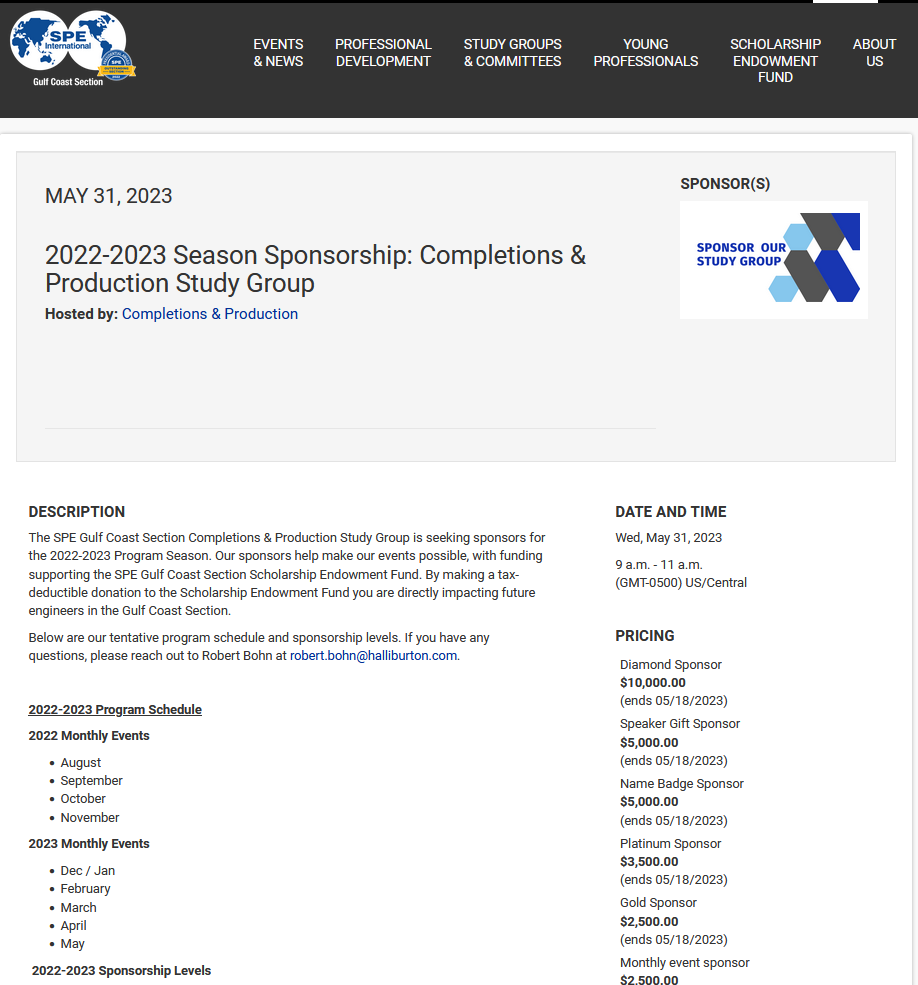 SPE
International
SPE
Gulf Coast Section
EVENTS
& NEWS
PROFESSIONAL
DEVELOPMENT
STUDY GROUPS
& COMMITTEES
YOUNG
PROFESSIONALS
SCHOLARSHIP
ENDOWMENT
FUND
ABOUT
US
MAY 31, 2023
2022-2023 Season Sponsorship: Completions &
Production Study Group
Hosted by: Completions & Production
SPONSOR(S)
SPONSOR OUR
STUDY GROUP
DESCRIPTION
The SPE Gulf Coast Section Completions & Production Study Group is seeking sponsors for
the 2022-2023 Program Season. Our sponsors help make our events possible, with funding
supporting the SPE Gulf Coast Section Scholarship Endowment Fund. By making a tax-
deductible donation to the Scholarship Endowment Fund you are directly impacting future
engineers in the Gulf Coast Section.
Below are our tentative program schedule and sponsorship levels. If you have any
questions, please reach out to Robert Bohn at robert.bohn@halliburton.com.
2022-2023 Program Schedule
2022 Monthly Events
• August
• September
• October
• November
2023 Monthly Events
• Dec / Jan
• February
• March
• April
• May
2022-2023 Sponsorship Levels
DATE AND TIME
Wed, May 31, 2023
9 a.m. - 11 a.m.
(GMT-0500) US/Central
PRICING
Diamond Sponsor
$10,000.00
(ends 05/18/2023)
Speaker Gift Sponsor
$5,000.00
(ends 05/18/2023)
Name Badge Sponsor
$5,000.00
(ends 05/18/2023)
Platinum Sponsor
$3,500.00
(ends 05/18/2023)
Gold Sponsor
$2,500.00
(ends 05/18/2023)
Monthly event sponsor
$2,500.00